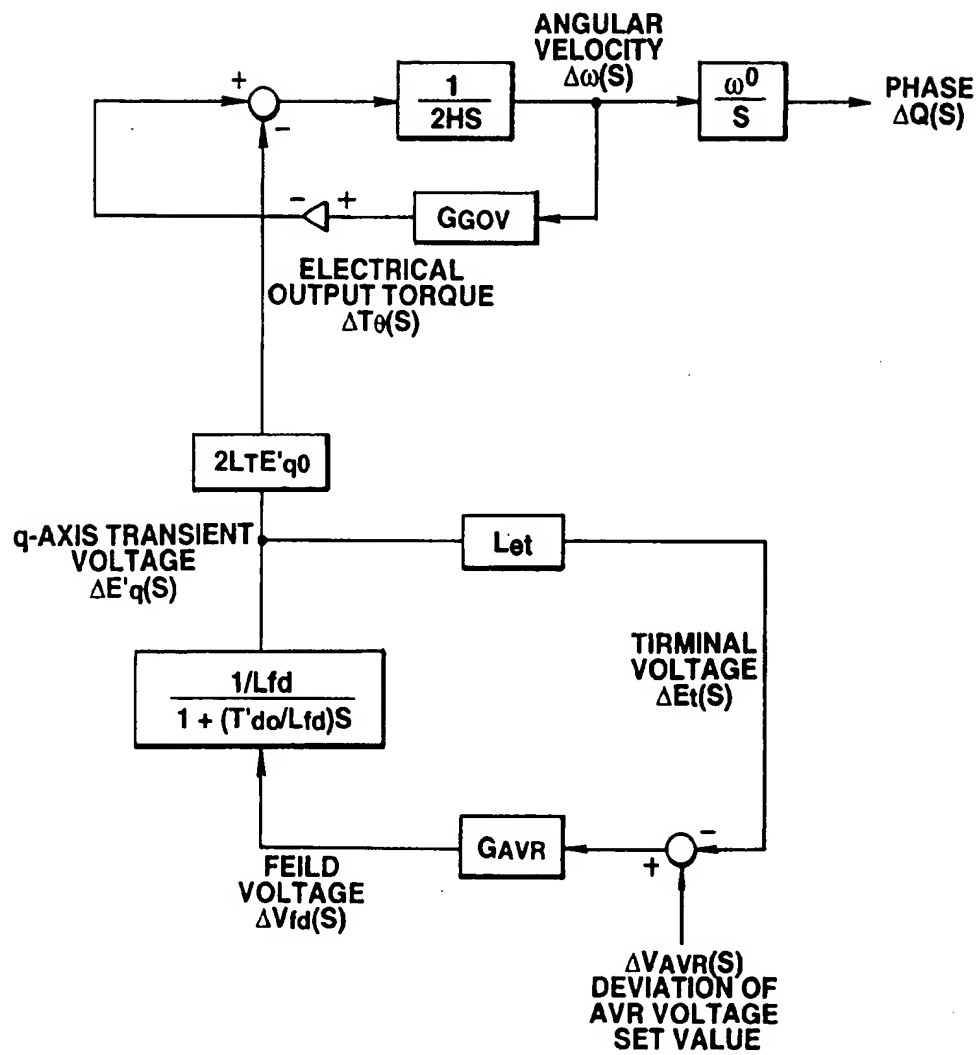 ANGULAR
VELOCITY
Δω(S)
+
-
1
2HS
ω0
S
PHASE
ΔQ(S)
-
+
GGOV
ELECTRICAL
OUTPUT TORQUE
ΔTθ(S)
2LTE'q0
q-AXIS TRANSIENT
VOLTAGE
ΔE'q(S)
Let
TIRMINAL
VOLTAGE
ΔEt(S)
1/Lfd
1 + (T'do/Lfd)S
-
+
GAVR
FEILD
VOLTAGE
ΔVfd(S)
ΔVAVR(S)
DEVIATION OF
AVR VOLTAGE
SET VALUE